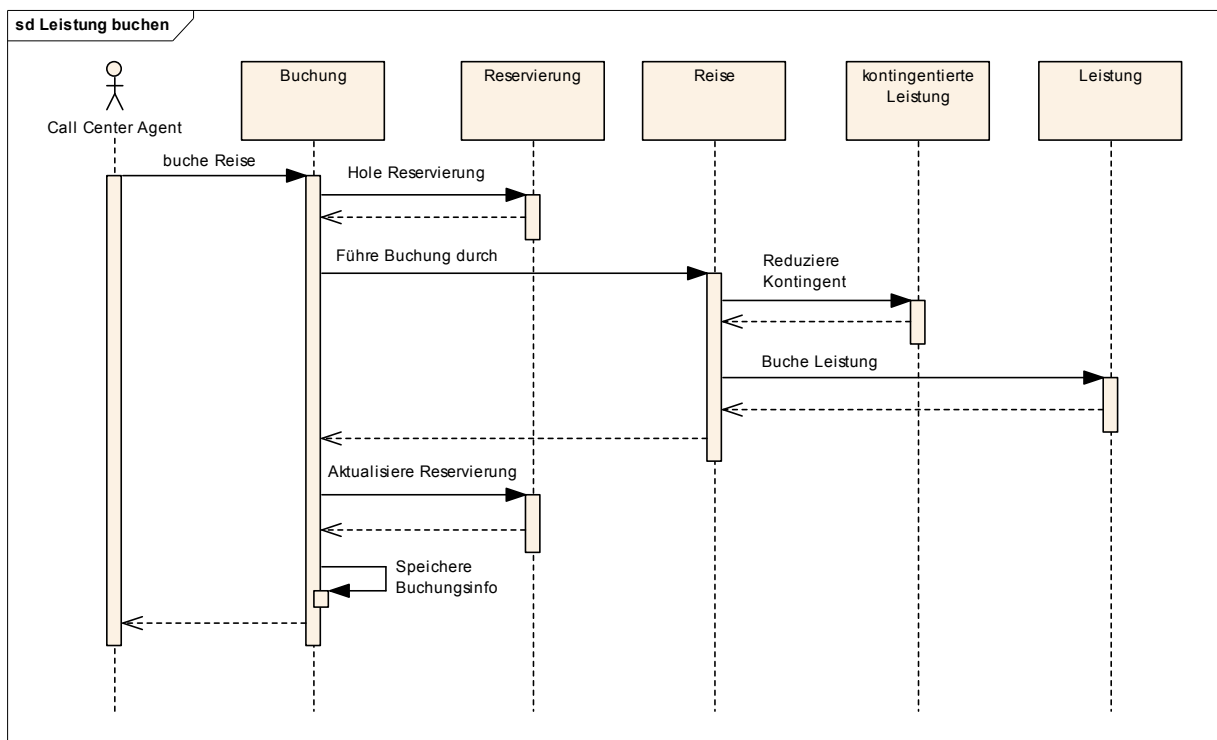 sd Leistung buchen
Call Center Agent
Buchung
Reservierung
Reise
kontingentierte
Leistung
Leistung
buche Reise
Hole Reservierung
Führe Buchung durch
Reduziere
Kontingent
Buche Leistung
Aktualisiere Reservierung
Speichere
Buchungsinfo